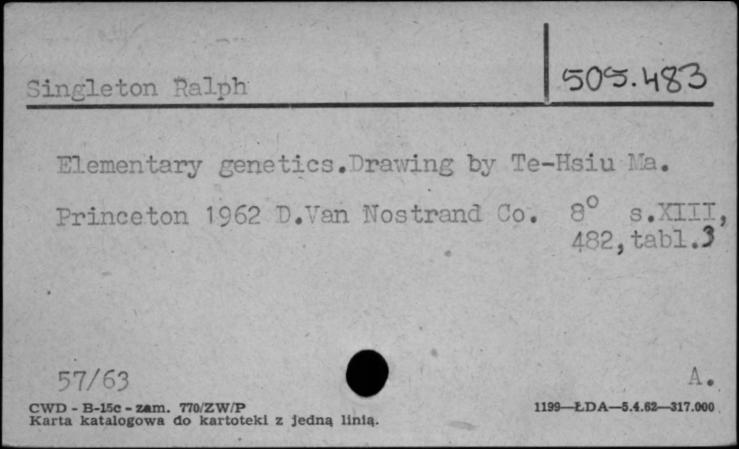 Singleton Ralph 505.483
Elementary genetics.Drawing by Te-Hsiu Ma.
Princeton 1962 D.Van Nostrand Co. 8° s.XIII,
482,tabl.3
57/63 A.
CWD - B-15c - zam. 770/ZW/P 1199—ŁDA—5.4.62—317.000
Karta katalogowa do kartoteki z jedną linią.